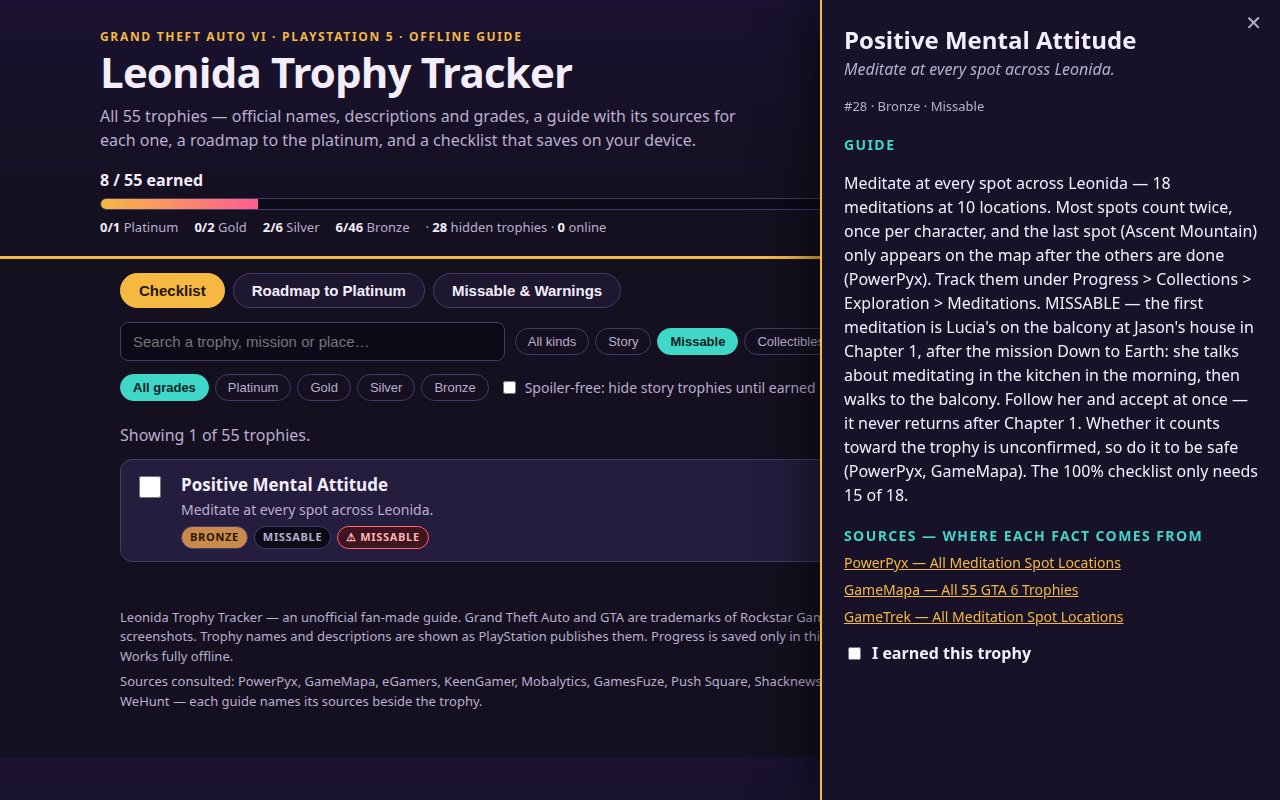 GRAND THEFT AUTO VI · PLAYSTATION 5 · OFFLINE GUIDE
Leonida Trophy Tracker
All 55 trophies — official names, descriptions and grades, a guide with its sources for
each one, a roadmap to the platinum, and a checklist that saves on your device.
8 / 55 earned
0/1 Platinum 0/2 Gold 2/6 Silver 6/46 Bronze · 28 hidden trophies · 0 online
Checklist Roadmap to Platinum Missable & Warnings
Search a trophy, mission or place… All kinds Story Missable Collectibles
All grades Platinum Gold Silver Bronze Spoiler-free: hide story trophies until earned
Showing 1 of 55 trophies.
Positive Mental Attitude
Meditate at every spot across Leonida.
BRONZE MISSABLE ⚠ MISSABLE
Leonida Trophy Tracker — an unofficial fan-made guide. Grand Theft Auto and GTA are trademarks of Rockstar
screenshots. Trophy names and descriptions are shown as PlayStation publishes them. Progress is saved only in
Works fully offline.
Sources consulted: PowerPyx, GameMapa, eGamers, KeenGamer, Mobalytics, GamesFuze, Push Square, Shacknews
WeHunt — each guide names its sources beside the trophy.
✕
Positive Mental Attitude
Meditate at every spot across Leonida.
#28 · Bronze · Missable
GUIDE
Meditate at every spot across Leonida — 18
meditations at 10 locations. Most spots count twice,
once per character, and the last spot (Ascent Mountain)
only appears on the map after the others are done
(PowerPyx). Track them under Progress > Collections >
Exploration > Meditations. MISSABLE — the first
meditation is Lucia's on the balcony at Jason's house in
Chapter 1, after the mission Down to Earth: she talks
about meditating in the kitchen in the morning, then
walks to the balcony. Follow her and accept at once —
it never returns after Chapter 1. Whether it counts
toward the trophy is unconfirmed, so do it to be safe
(PowerPyx, GameMapa). The 100% checklist only needs
15 of 18.
SOURCES — WHERE EACH FACT COMES FROM
PowerPyx — All Meditation Spot Locations
GameMapa — All 55 GTA 6 Trophies
GameTrek — All Meditation Spot Locations
I earned this trophy